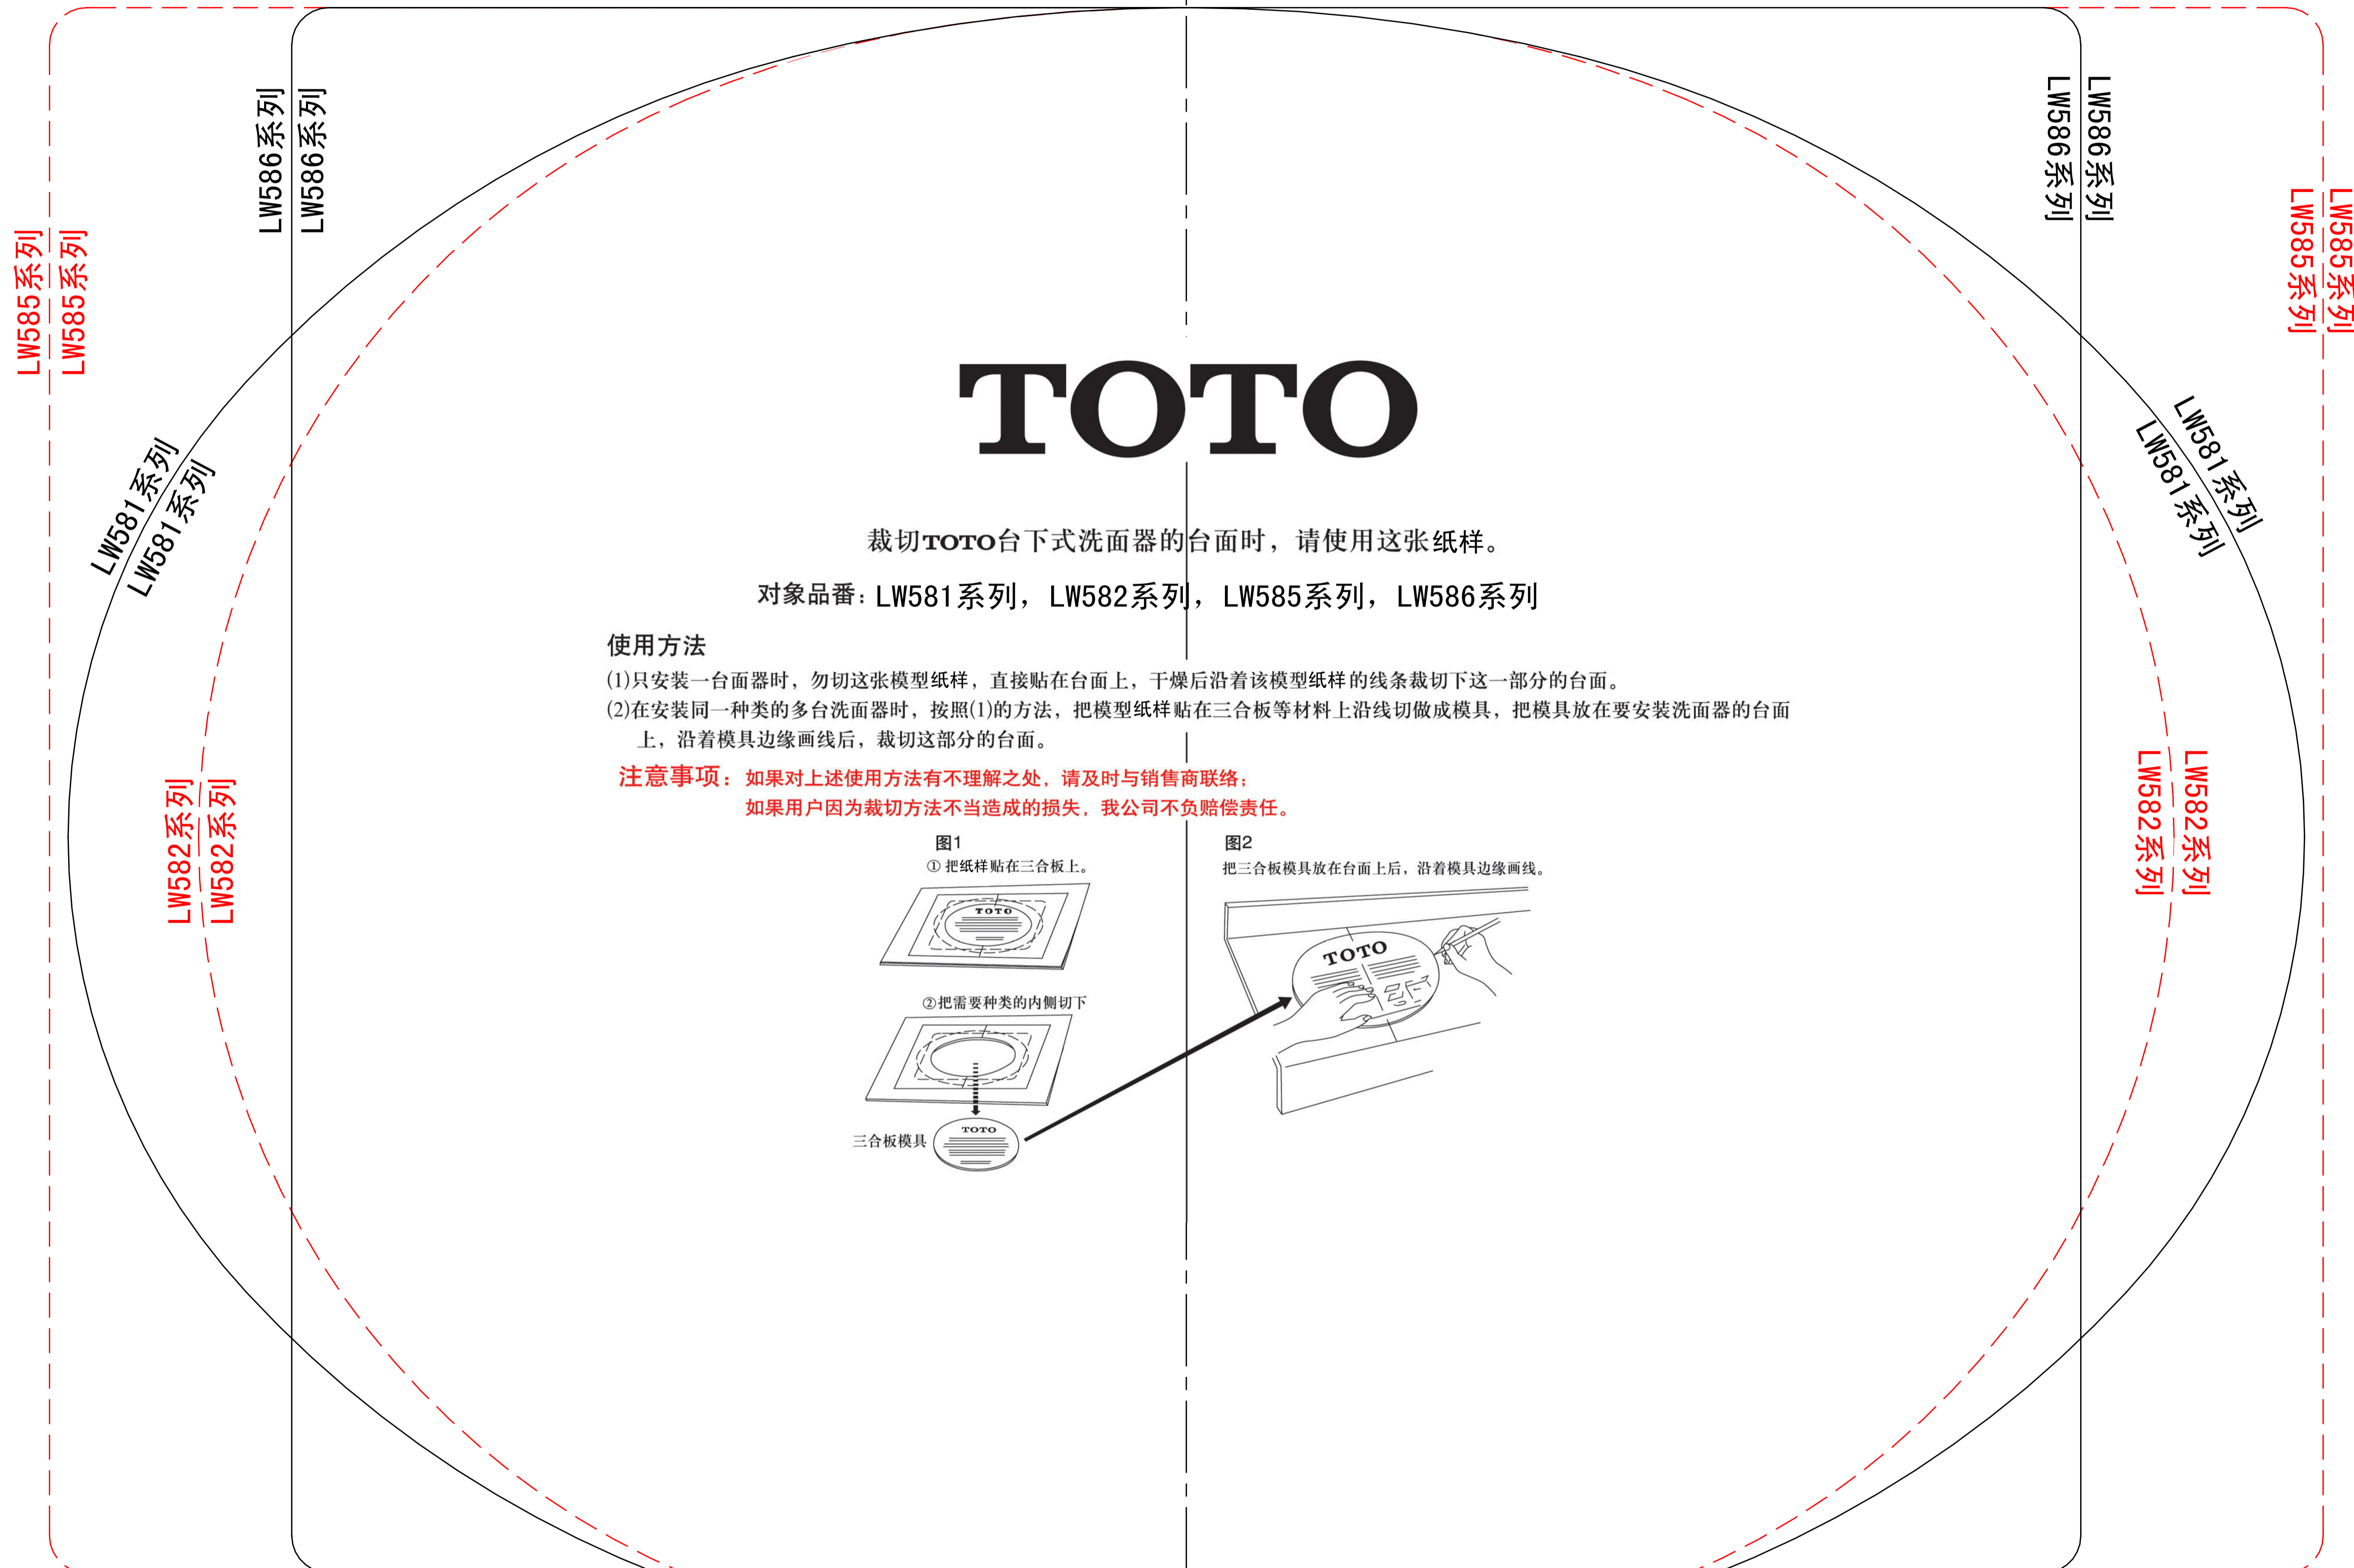 LW586系列
LW586系列
LW586系列
LW586系列
LW585系列
LW585系列
LW585系列
LW585系列
LW581系列
LW581系列
LW581系列
LW581系列
TOTO
裁切TOTO台下式洗面器的台面时，请使用这张纸样。
对象品番：LW581系列，LW582系列，LW585系列，LW586系列
使用方法
(1)只安装一台面器时，勿切这张模型纸样，直接贴在台面上，干燥后沿着该模型纸样的线条裁切下这一部分的台面。
(2)在安装同一种类的多台洗面器时，按照(1)的方法，把模型纸样贴在三合板等材料上沿线切做成模具，把模具放在要安装洗面器的台面
上，沿着模具边缘画线后，裁切这部分的台面。
注意事项：如果对上述使用方法有不理解之处，请及时与销售商联络；
如果用户因为裁切方法不当造成的损失，我公司不负赔偿责任。
LW582系列
LW582系列
LW582系列
LW582系列
图1
①把纸样贴在三合板上。
TOTO
②把需要种类的内侧切下
三合板模具
TOTO
图2
把三合板模具放在台面上后，沿着模具边缘画线。
TOTO